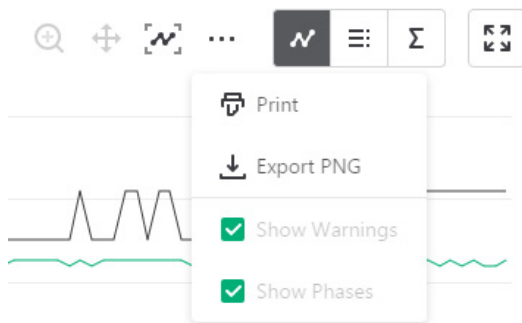 Σ
Print
Export PNG
Show Warnings
Show Phases